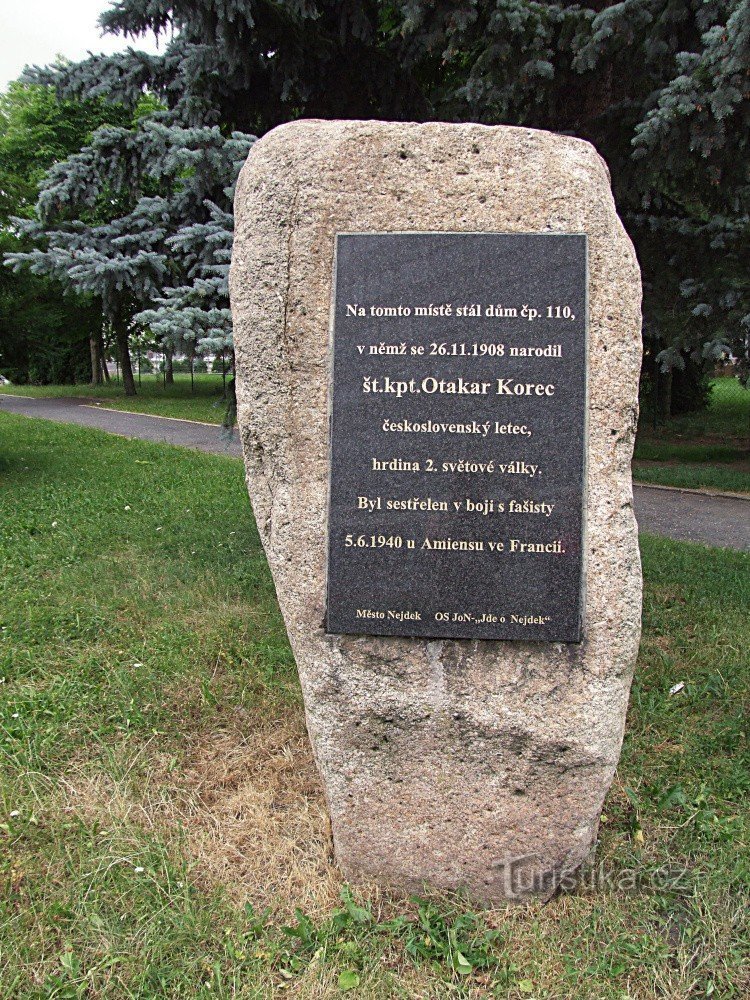 Na tomto místě stál dům čp. 110,
v němž se 26.11.1908 narodil
št.kpt.Otakar Korec
československý letec,
hrdina 2. světové války.
Byl sestřelen v boji s fašisty
5.6.1940 u Amiensu ve Francii.
Město Nejdek OS JoN-„Jde o Nejdek“
Turistika.cz